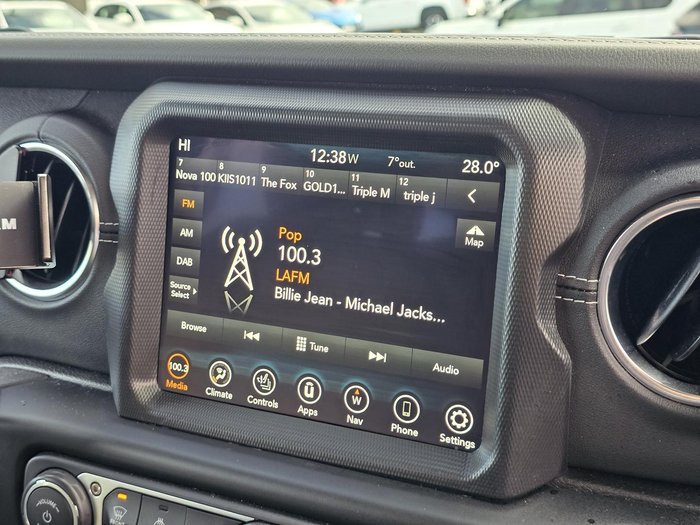 HI 12:38W 7°out. 28.0°
7 8 9 10 11 12
Nova 100 KIIS1011 The Fox GOLD1... Triple M triple j
FM
AM
DAB
Source
Select
Pop
100.3
LAFM
Billie Jean - Michael Jacks...
Map
Browse Tune Audio
100.3 W
Media Climate Controls Apps Nav Phone Settings
VOLUME
FRONT